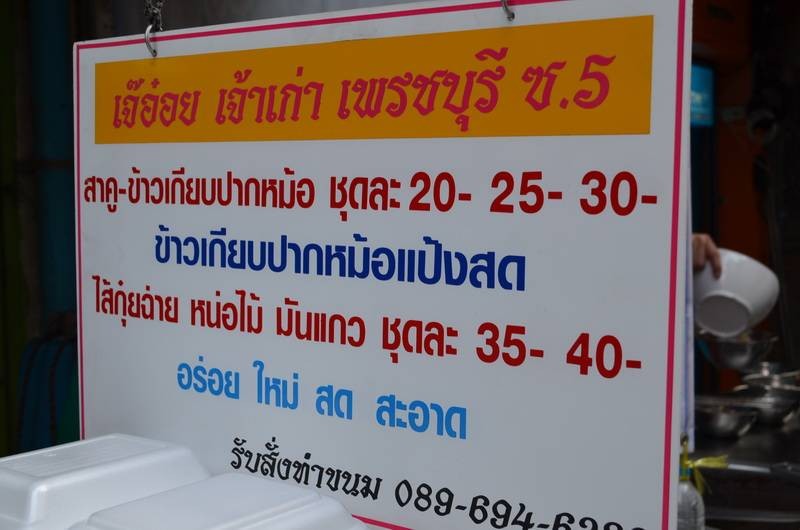 เจ๊อ๋อย เจ้าเก่า เพรชบุรี ซ.5
สาคู-ข้าวเกียบปากหม้อ ชุดละ 20- 25- 30-
ข้าวเกียบปากหม้อแป้งสด
ไส้กุ๋ยฉ่าย หน่อไม้ มันแกว ชุดละ 35- 40-
อร่อย ใหม่ สด สะอาด
รับสั่งทำขนม 089-694-6